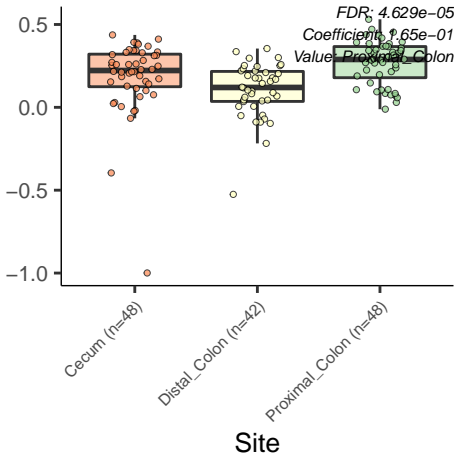 FDR: 4.629e−05
Coefficient: 1.65e−01
Value: Proximal_Colon
0.5
0.0
−0.5
−1.0
Cecum (n=48)
Distal_Colon (n=42)
Proximal_Colon (n=48)
Site